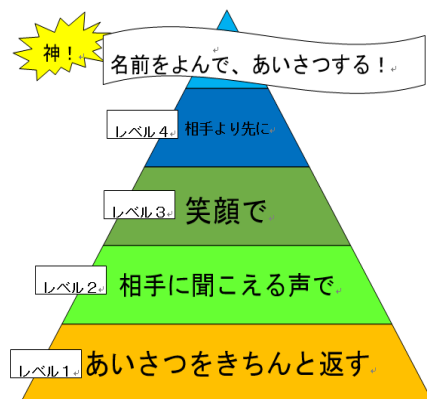 神！
名前をよんで、あいさつする！
レベル４
相手より先に
レベル３
笑顔で
レベル２
相手に聞こえる声で
レベル１
あいさつをきちんと返す